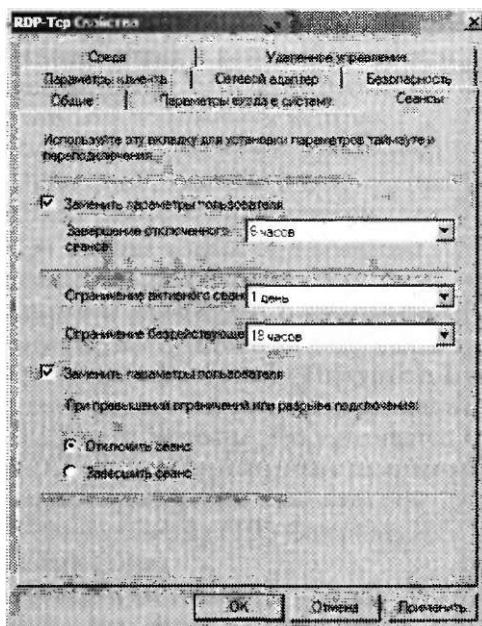 RDP-Tcp Свойства
Среда Удаленное управление
Параметры клиента Сетевой адаптер Безопасность
Общие Параметры входа в систему Сеансы
Используйте эту вкладку для установки параметров таймаута и
переподключения.
Заменить параметры пользователя
Завершение отключенного
сеанса:
6 часов
Ограничение активного сеан
1 день
Ограничение бездействующе
18 часов
Заменить параметры пользователя
При превышении ограничений или разрыве подключения:
Отключить сеанс
Завершить сеанс
OK Отмена Применить